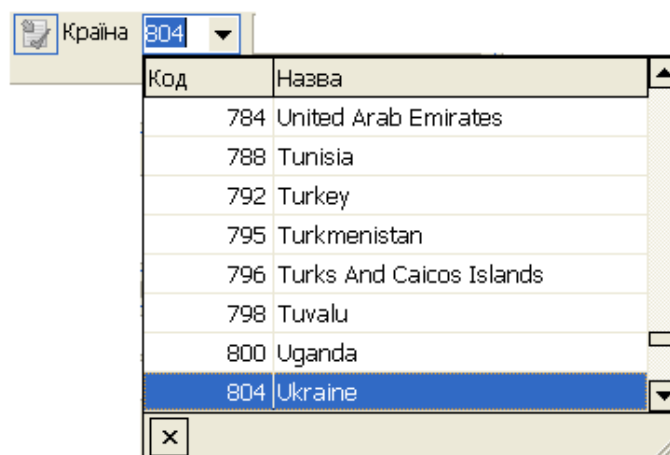 Країна 804
Код Назва
784 United Arab Emirates
788 Tunisia
792 Turkey
795 Turkmenistan
796 Turks And Caicos Islands
798 Tuvalu
800 Uganda
804 Ukraine